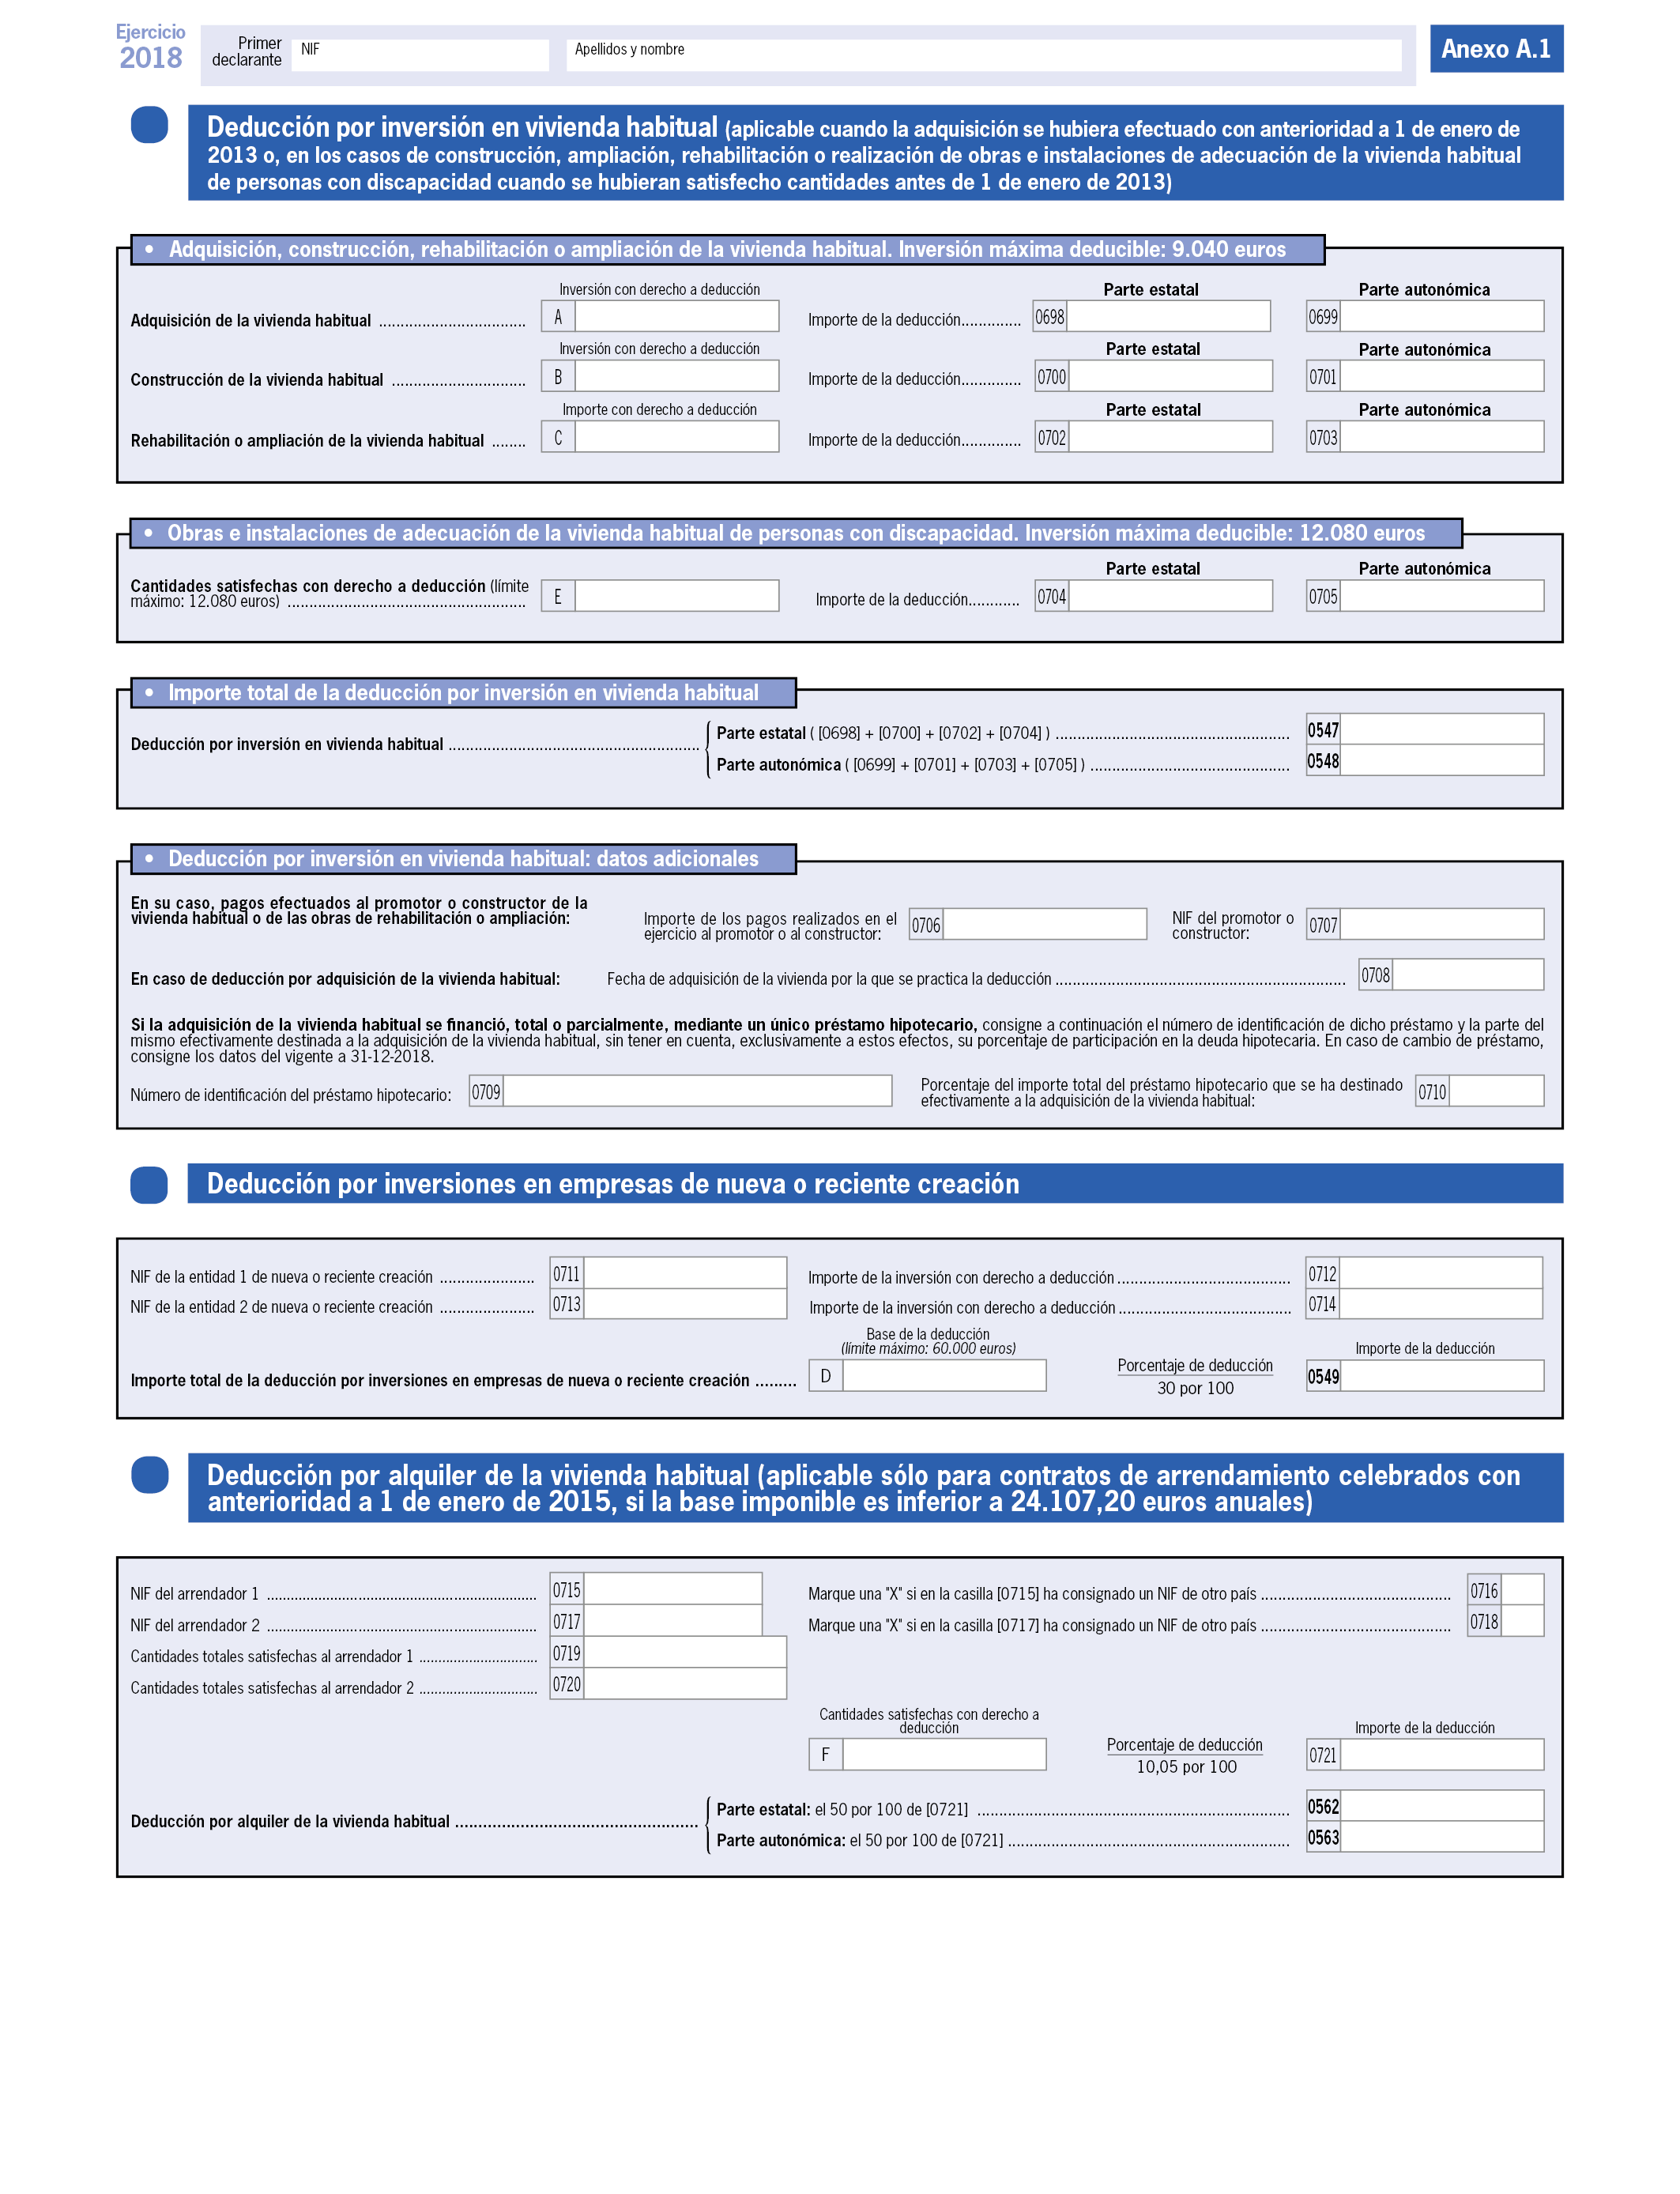 Ejercicio
2018
Primer
declarante
NIF
Apellidos y nombre
Anexo A.1
Deducción por inversión en vivienda habitual (aplicable cuando la adquisición se hubiera efectuado con anterioridad a 1 de enero de
2013 o, en los casos de construcción, ampliación, rehabilitación o realización de obras e instalaciones de adecuación de la vivienda habitual
de personas con discapacidad cuando se hubieran satisfecho cantidades antes de 1 de enero de 2013)
• Adquisición, construcción, rehabilitación o ampliación de la vivienda habitual. Inversión máxima deducible: 9.040 euros
Inversión con derecho a deducción Parte estatal Parte autonómica
Adquisición de la vivienda habitual .................................. A Importe de la deducción.............. 0698 0699
Inversión con derecho a deducción Parte estatal Parte autonómica
Construcción de la vivienda habitual ............................... B Importe de la deducción.............. 0700 0701
Importe con derecho a deducción Parte estatal Parte autonómica
Rehabilitación o ampliación de la vivienda habitual ........ C Importe de la deducción.............. 0702 0703
• Obras e instalaciones de adecuación de la vivienda habitual de personas con discapacidad. Inversión máxima deducible: 12.080 euros
Parte estatal Parte autonómica
Cantidades satisfechas con derecho a deducción (límite
máximo: 12.080 euros) ....................................................... E Importe de la deducción............ 0704 0705
• Importe total de la deducción por inversión en vivienda habitual
Deducción por inversión en vivienda habitual ..........................................................
Parte estatal ( [0698] + [0700] + [0702] + [0704] ) ...................................................... 0547
Parte autonómica ( [0699] + [0701] + [0703] + [0705] ) .............................................. 0548
• Deducción por inversión en vivienda habitual: datos adicionales
En su caso, pagos efectuados al promotor o constructor de la
vivienda habitual o de las obras de rehabilitación o ampliación:
Importe de los pagos realizados en el
ejercicio al promotor o al constructor:
0706
NIF del promotor o
constructor:
0707
En caso de deducción por adquisición de la vivienda habitual: Fecha de adquisición de la vivienda por la que se practica la deducción ................................................................... 0708
Si la adquisición de la vivienda habitual se financió, total o parcialmente, mediante un único préstamo hipotecario, consigne a continuación el número de identificación de dicho préstamo y la parte del
mismo efectivamente destinada a la adquisición de la vivienda habitual, sin tener en cuenta, exclusivamente a estos efectos, su porcentaje de participación en la deuda hipotecaria. En caso de cambio de préstamo,
consigne los datos del vigente a 31-12-2018.
Número de identificación del préstamo hipotecario: 0709
Porcentaje del importe total del préstamo hipotecario que se ha destinado
efectivamente a la adquisición de la vivienda habitual:
0710
Deducción por inversiones en empresas de nueva o reciente creación
NIF de la entidad 1 de nueva o reciente creación ...................... 0711 Importe de la inversión con derecho a deducción ........................................ 0712
NIF de la entidad 2 de nueva o reciente creación ...................... 0713 Importe de la inversión con derecho a deducción ........................................ 0714
Base de la deducción
(límite máximo: 60.000 euros) Importe de la deducción
Importe total de la deducción por inversiones en empresas de nueva o reciente creación ......... D
Porcentaje de deducción
30 por 100
0549
Deducción por alquiler de la vivienda habitual (aplicable sólo para contratos de arrendamiento celebrados con
anterioridad a 1 de enero de 2015, si la base imponible es inferior a 24.107,20 euros anuales)
NIF del arrendador 1 ..................................................................... 0715 Marque una "X" si en la casilla [0715] ha consignado un NIF de otro país ............................................ 0716
NIF del arrendador 2 ..................................................................... 0717 Marque una "X" si en la casilla [0717] ha consignado un NIF de otro país ............................................ 0718
Cantidades totales satisfechas al arrendador 1 .............................. 0719
Cantidades totales satisfechas al arrendador 2 .............................. 0720
Cantidades satisfechas con derecho a
deducción
Importe de la deducción
F
Porcentaje de deducción
10,05 por 100
0721
Deducción por alquiler de la vivienda habitual .....................................................
Parte estatal: el 50 por 100 de [0721] ........................................................................ 0562
Parte autonómica: el 50 por 100 de [0721] ................................................................. 0563